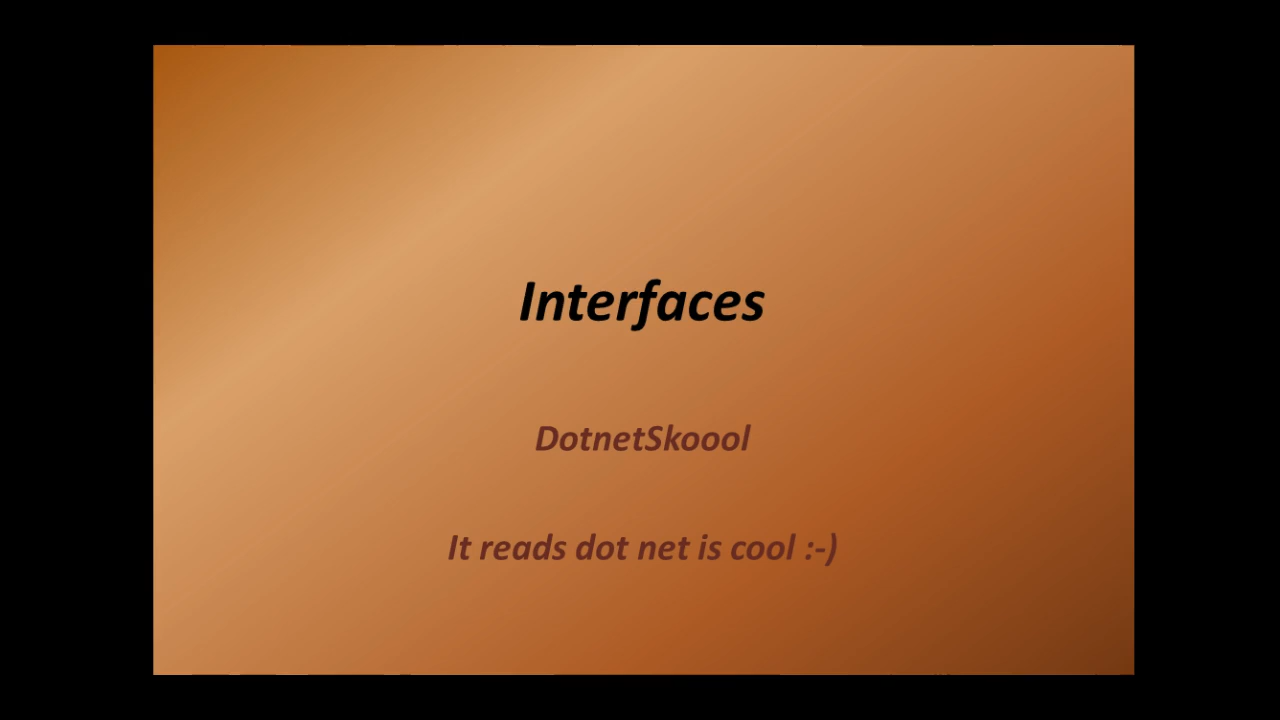 Interfaces
DotnetSkoool
It reads dot net is cool :-)